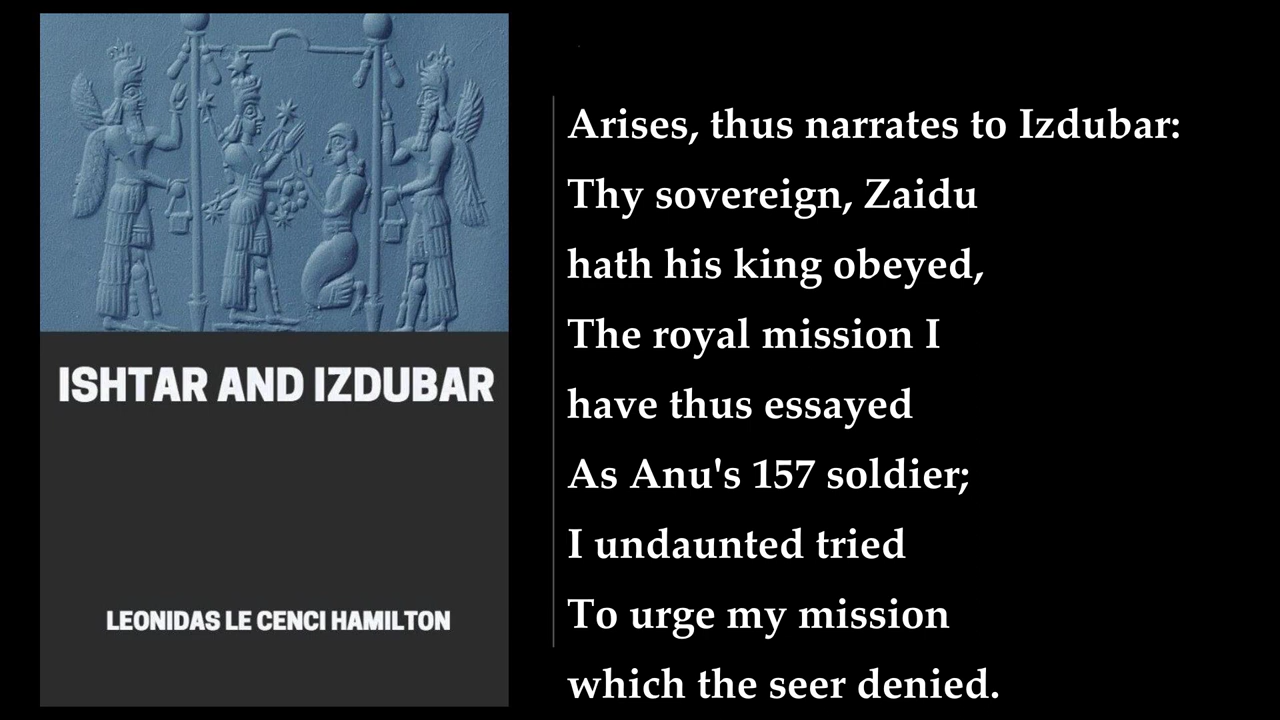 ISHTAR AND IZDUBAR
LEONIDAS LE CENCI HAMILTON
Arises, thus narrates to Izdubar:
Thy sovereign, Zaidu
hath his king obeyed,
The royal mission I
have thus essayed
As Anu's 157 soldier;
I undaunted tried
To urge my mission
which the seer denied.